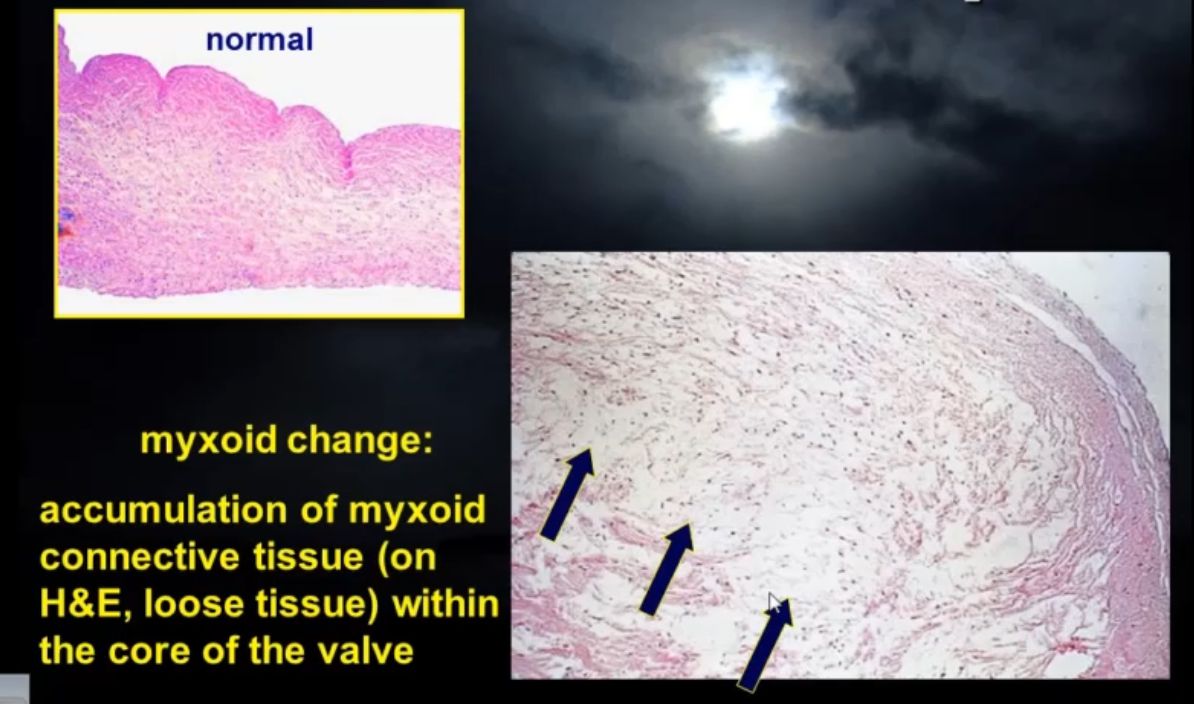 normal
myxoid change:
accumulation of myxoid
connective tissue (on
H&E, loose tissue) within
the core of the valve